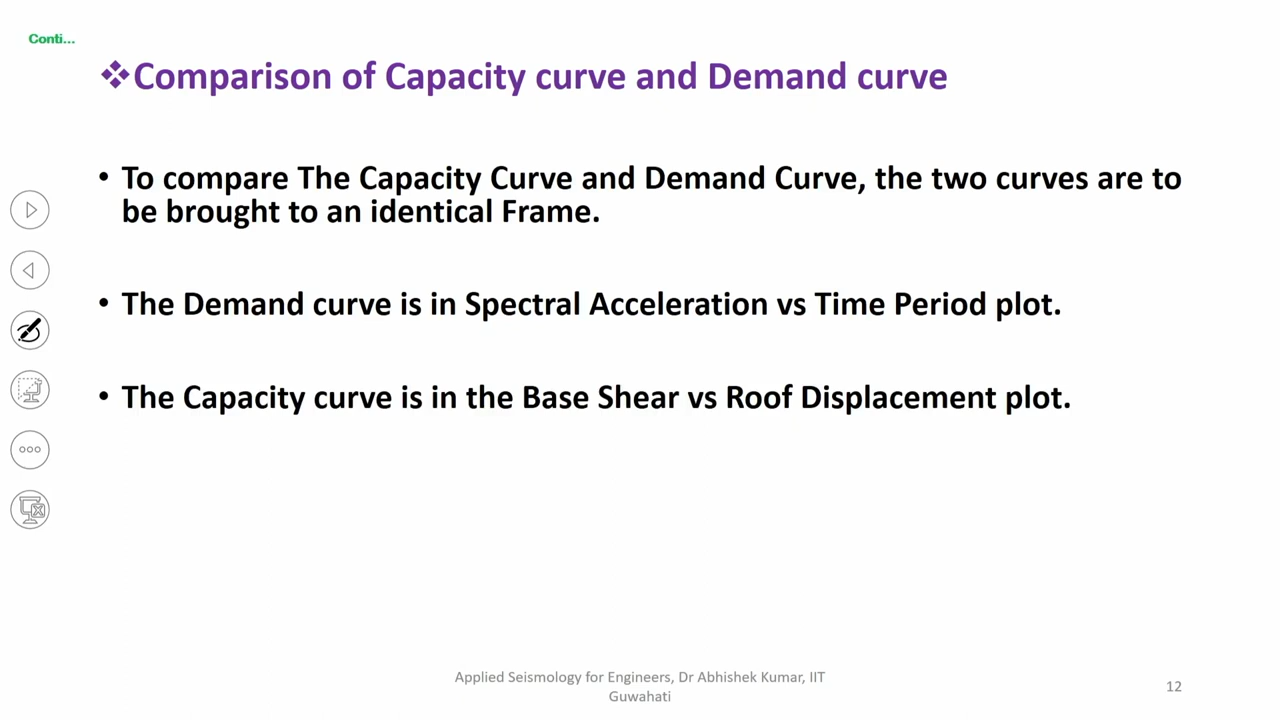 Conti...
❖Comparison of Capacity curve and Demand curve
• To compare The Capacity Curve and Demand Curve, the two curves are to
be brought to an identical Frame.
• The Demand curve is in Spectral Acceleration vs Time Period plot.
• The Capacity curve is in the Base Shear vs Roof Displacement plot.
Applied Seismology for Engineers, Dr Abhishek Kumar, IIT
Guwahati
12